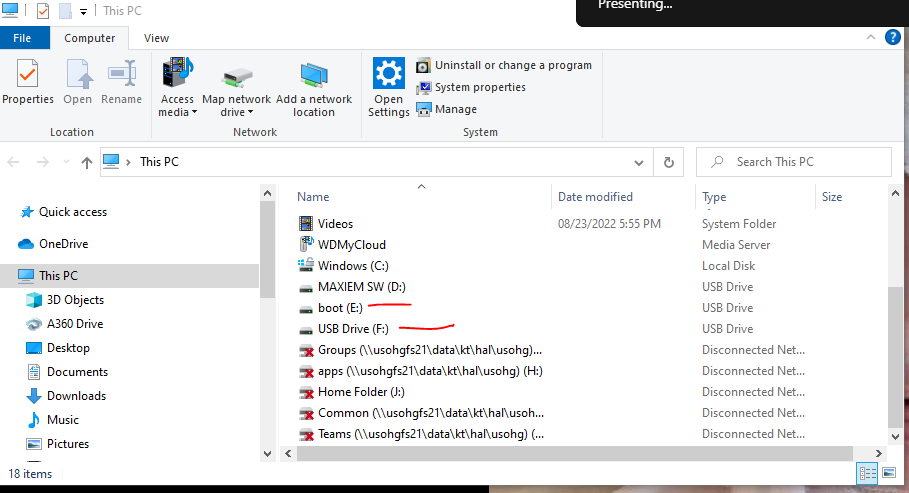 This PC
Presenting...
File Computer View
Properties Open Rename
Access media Map network drive Add a network location
Open Settings
Uninstall or change a program
System properties
Manage
Location Network System
This PC
Search This PC
Name Date modified Type Size
Quick access
OneDrive
This PC
3D Objects
A360 Drive
Desktop
Documents
Downloads
Music
Pictures
Videos 08/23/2022 5:55 PM System Folder
WDMyCloud Media Server
Windows (C:) Local Disk
MAXIEM SW (D:) USB Drive
boot (E:) USB Drive
USB Drive (F:) USB Drive
Groups (\\usohgfs21\data\kt\hal\usohg)... Disconnected Net...
apps (\\usohgfs21\data\kt\hal\usohg) (H:) Disconnected Net...
Home Folder (J:) Disconnected Net...
Common (\\usohgfs21\data\kt\hal\usoh... Disconnected Net...
Teams (\\usohgfs21\data\kt\hal\usohg) (... Disconnected Net...
18 items